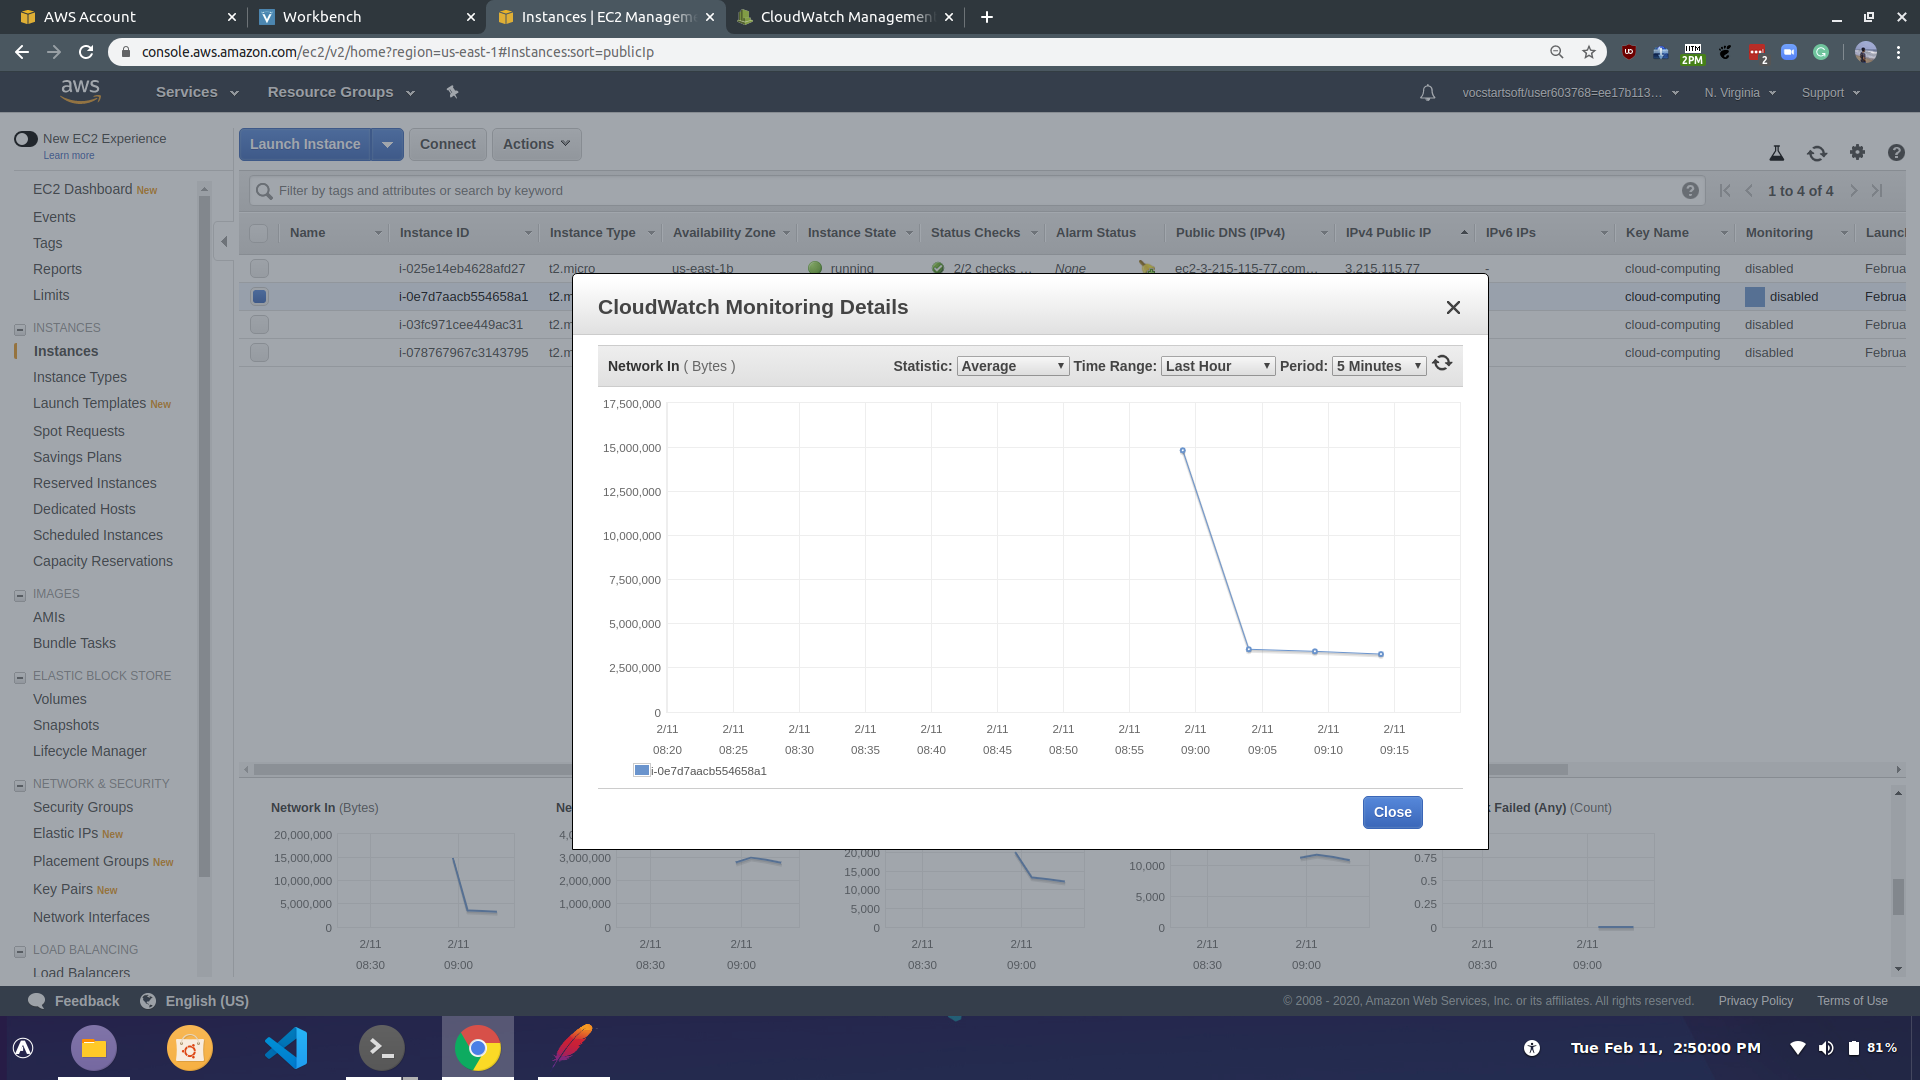 AWS Account
Workbench
Instances | EC2 Managem
CloudWatch Managemen
console.aws.amazon.com/ec2/v2/home?region=us-east-1#Instances:sort=publicIp
UD
IITM
2PM
2
aws
Services
Resource Groups
vocstartsoft/user603768=ee17b113...
N. Virginia
Support
New EC2 Experience
Learn more
Launch Instance
Connect
Actions
Filter by tags and attributes or search by keyword
1 to 4 of 4
EC2 Dashboard New
Events
Tags
Reports
Limits
INSTANCES
Instances
Instance Types
Launch Templates New
Spot Requests
Savings Plans
Reserved Instances
Dedicated Hosts
Scheduled Instances
Capacity Reservations
IMAGES
AMIs
Bundle Tasks
ELASTIC BLOCK STORE
Volumes
Snapshots
Lifecycle Manager
NETWORK & SECURITY
Security Groups
Elastic IPs New
Placement Groups New
Key Pairs New
Network Interfaces
LOAD BALANCING
Load Balancers
Name Instance ID Instance Type Availability Zone Instance State Status Checks Alarm Status Public DNS (IPv4) IPv4 Public IP IPv6 IPs Key Name Monitoring Launc
i-025e14eb4628afd27 t2.micro us-east-1b running 2/2 checks ... None ec2-3-215-115-77.com... 3.215.115.77 - cloud-computing disabled Februa
i-0e7d7aacb554658a1 t2.m cloud-computing disabled Februa
i-03fc971cee449ac31 t2.m cloud-computing disabled Februa
i-078767967c3143795 t2.m cloud-computing disabled Februa
CloudWatch Monitoring Details
Network In ( Bytes )
Statistic: Average Time Range: Last Hour Period: 5 Minutes
17,500,000
15,000,000
12,500,000
10,000,000
7,500,000
5,000,000
2,500,000
0
2/11 2/11 2/11 2/11 2/11 2/11 2/11 2/11 2/11 2/11 2/11 2/11
08:20 08:25 08:30 08:35 08:40 08:45 08:50 08:55 09:00 09:05 09:10 09:15
i-0e7d7aacb554658a1
Close
Network In (Bytes)
20,000,000
15,000,000
10,000,000
5,000,000
0
2/11 2/11
08:30 09:00
Ne
4,
3,000,000
2,000,000
1,000,000
0
2/11 2/11
08:30 09:00
20,000
15,000
10,000
5,000
0
2/11 2/11
08:30 09:00
10,000
5,000
0
2/11 2/11
08:30 09:00
Failed (Any) (Count)
0.75
0.5
0.25
0
2/11 2/11
08:30 09:00
Feedback
English (US)
© 2008 - 2020, Amazon Web Services, Inc. or its affiliates. All rights reserved.
Privacy Policy
Terms of Use
Tue Feb 11, 2:50:00 PM
81%